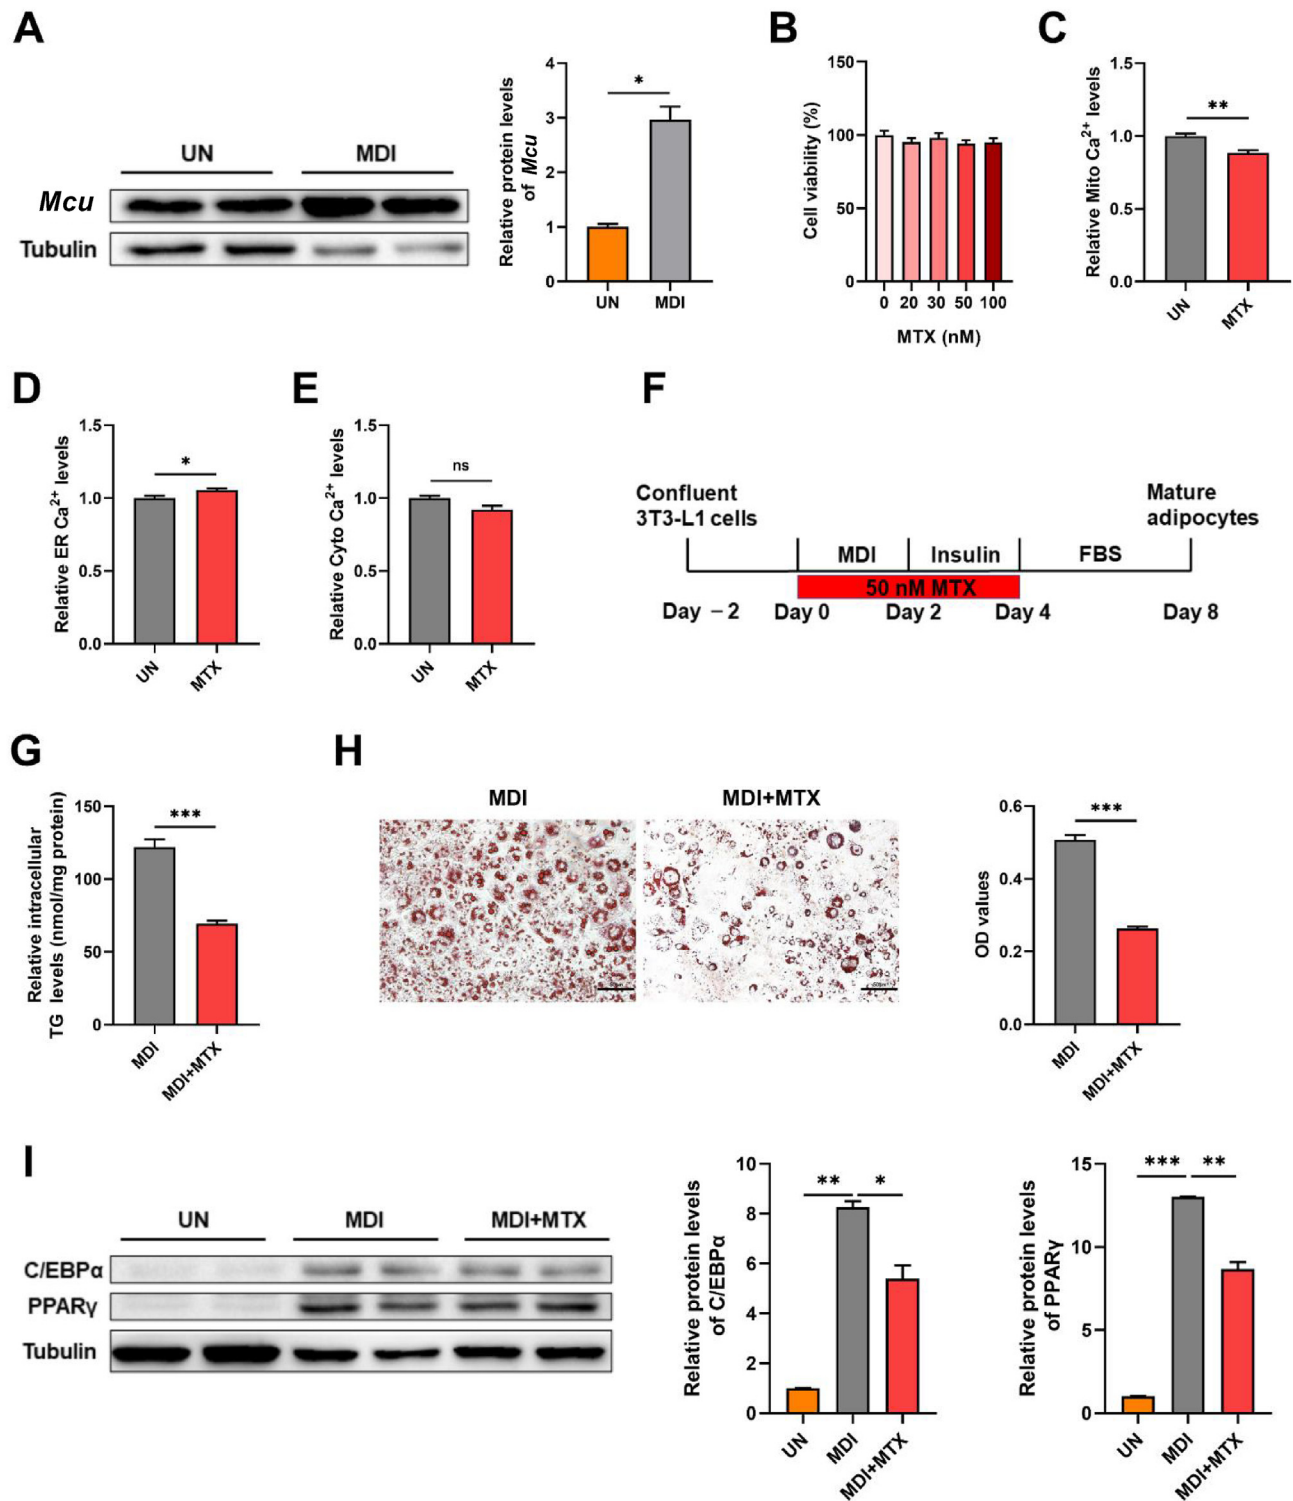 A
UN MDI
Mcu
Tubulin
Relative protein levels
of Mcu
4
3
2
1
0
*
UN MDI
B
Cell viability (%)
150
100
50
0
0 20 30 50 100
MTX (nM)
C
Relative Mito Ca2+ levels
1.5
1.0
0.5
0.0
**
UN MTX
D
Relative ER Ca2+ levels
1.5
1.0
0.5
0.0
*
UN MTX
E
Relative Cyto Ca2+ levels
1.5
1.0
0.5
0.0
ns
UN MTX
F
Confluent
3T3-L1 cells
Mature
adipocytes
MDI Insulin FBS
50 nM MTX
Day – 2 Day 0 Day 2 Day 4 Day 8
G
Relative intracellular
TG levels (nmol/mg protein)
150
100
50
0
***
MDI MDI+MTX
H
MDI MDI+MTX
OD values
0.6
0.4
0.2
0.0
***
MDI MDI+MTX
I
UN MDI MDI+MTX
C/EBPα
PPARγ
Tubulin
Relative protein levels
of C/EBPα
10
8
6
4
2
0
** *
UN MDI MDI+MTX
Relative protein levels
of PPARγ
15
10
5
0
*** **
UN MDI MDI+MTX